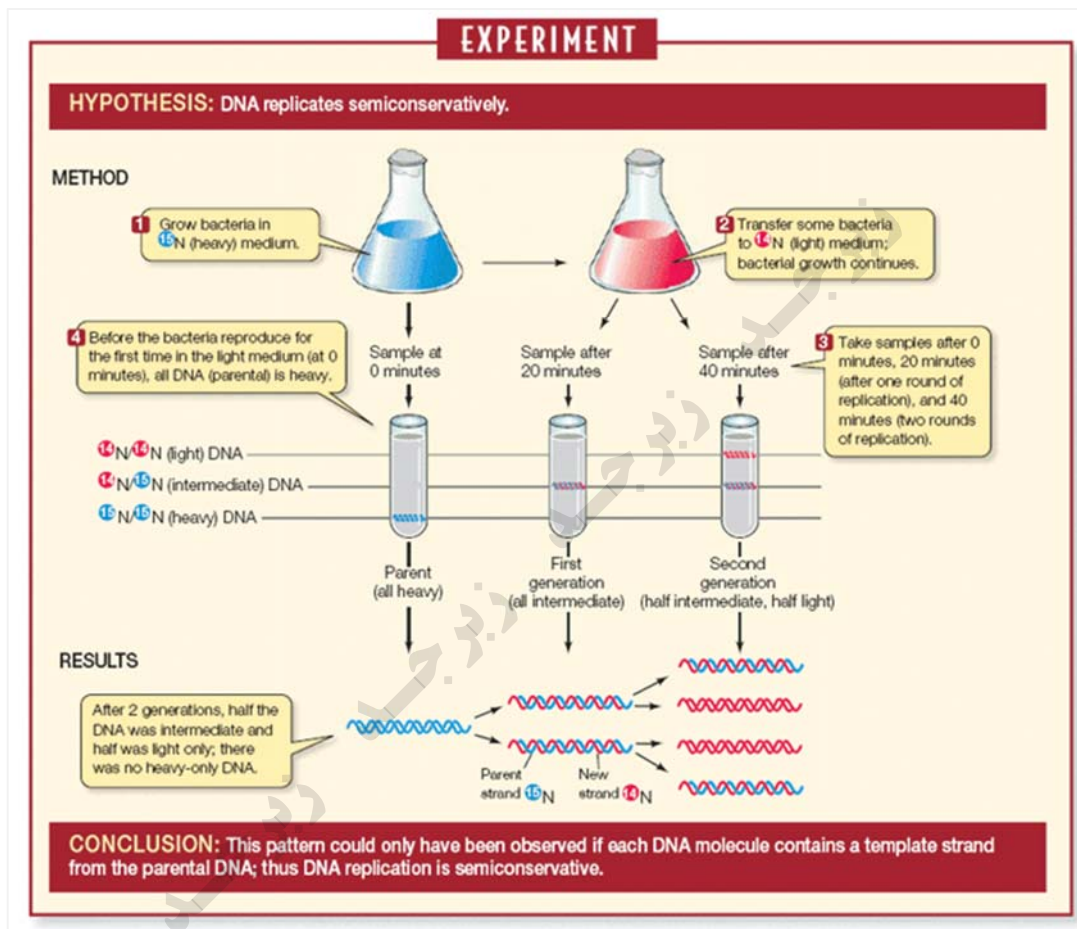 EXPERIMENT
HYPOTHESIS: DNA replicates semiconservatively.
METHOD
1 Grow bacteria in
15N (heavy) medium.
2 Transfer some bacteria
to 14N (light) medium;
bacterial growth continues.
4 Before the bacteria reproduce for
the first time in the light medium (at 0
minutes), all DNA (parental) is heavy.
Sample at
0 minutes
Sample after
20 minutes
Sample after
40 minutes
3 Take samples after 0
minutes, 20 minutes
(after one round of
replication), and 40
minutes (two rounds
of replication).
14N/14N (light) DNA
14N/15N (intermediate) DNA
15N/15N (heavy) DNA
Parent
(all heavy)
First
generation
(all intermediate)
Second
generation
(half intermediate, half light)
RESULTS
After 2 generations, half the
DNA was intermediate and
half was light only; there
was no heavy-only DNA.
Parent
strand 15N
New
strand 14N
CONCLUSION: This pattern could only have been observed if each DNA molecule contains a template strand
from the parental DNA; thus DNA replication is semiconservative.
زبرجد
زبرجد
زبرجد
زبرجد